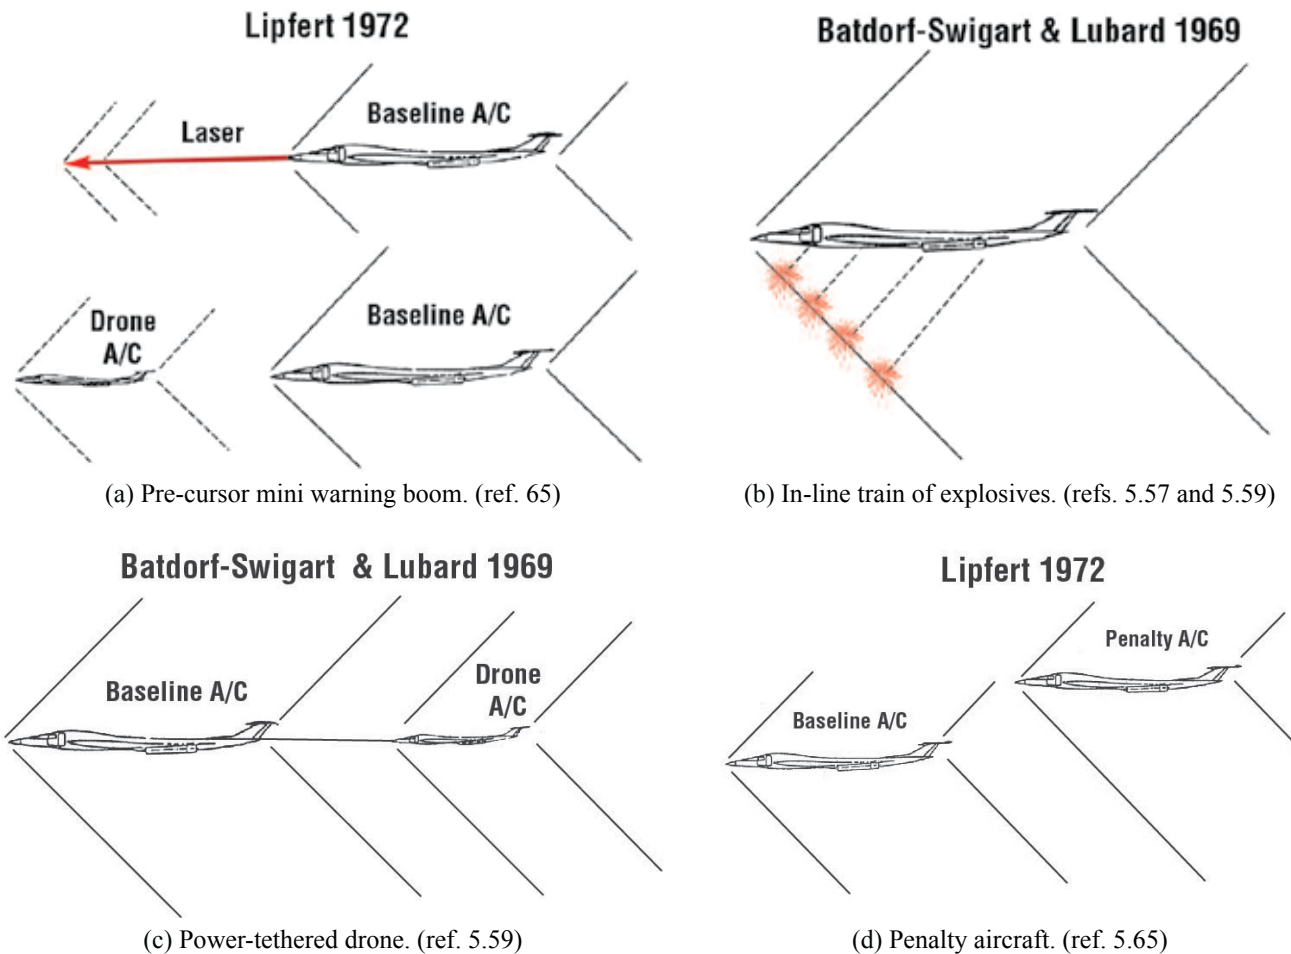 Lipfert 1972
Laser
Baseline A/C
Drone
A/C
Baseline A/C
(a) Pre-cursor mini warning boom. (ref. 65)
Batdorf-Swigart & Lubard 1969
(b) In-line train of explosives. (refs. 5.57 and 5.59)
Batdorf-Swigart & Lubard 1969
Baseline A/C
Drone
A/C
(c) Power-tethered drone. (ref. 5.59)
Lipfert 1972
Penalty A/C
Baseline A/C
(d) Penalty aircraft. (ref. 5.65)